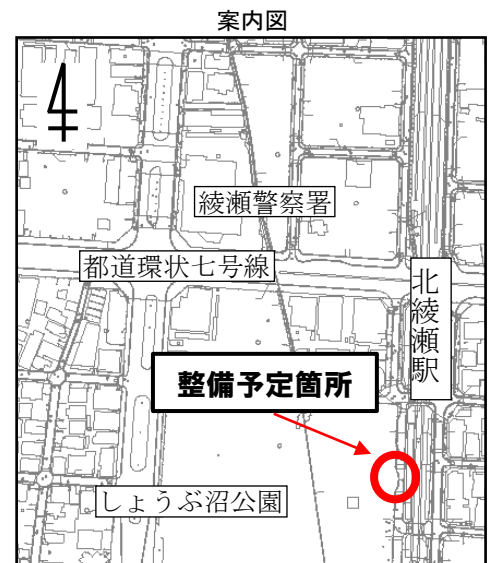 案内図
綾瀬警察署
都道環状七号線
北綾瀬駅
整備予定箇所
しょうぶ沼公園